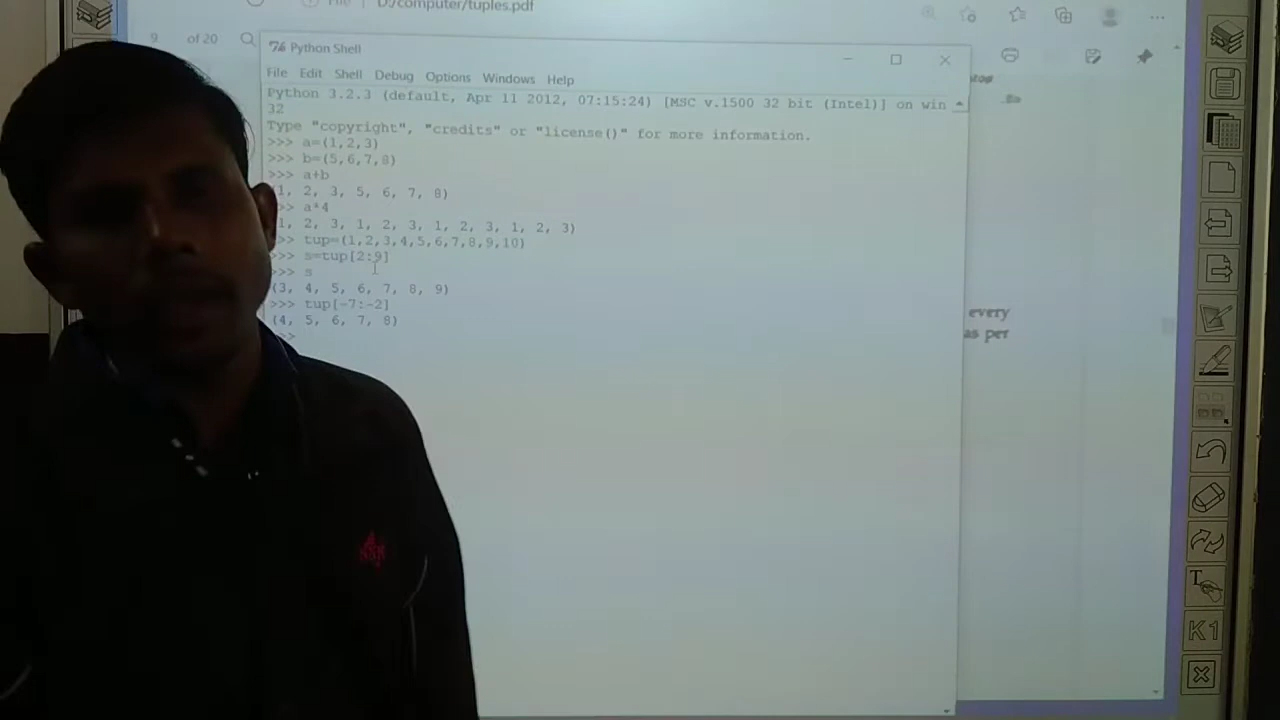 File D:/computer/tuples.pdf
9 of 20
Python Shell
File Edit Shell Debug Options Windows Help
Python 3.2.3 (default, Apr 11 2012, 07:15:24) [MSC v.1500 32 bit (Intel)] on win
32
Type "copyright", "credits" or "license()" for more information.
>>> a=(1,2,3)
>>> b=(5,6,7,8)
>>> a+b
1, 2, 3, 5, 6, 7, 8)
>> a*4
1, 2, 3, 1, 2, 3, 1, 2, 3, 1, 2, 3)
>> tup=(1,2,3,4,5,6,7,8,9,10)
>>> s=tup[2:9]
>>> s
(3, 4, 5, 6, 7, 8, 9)
>>> tup[-7:-2]
(4, 5, 6, 7, 8)
>>
every
as per
T
K1